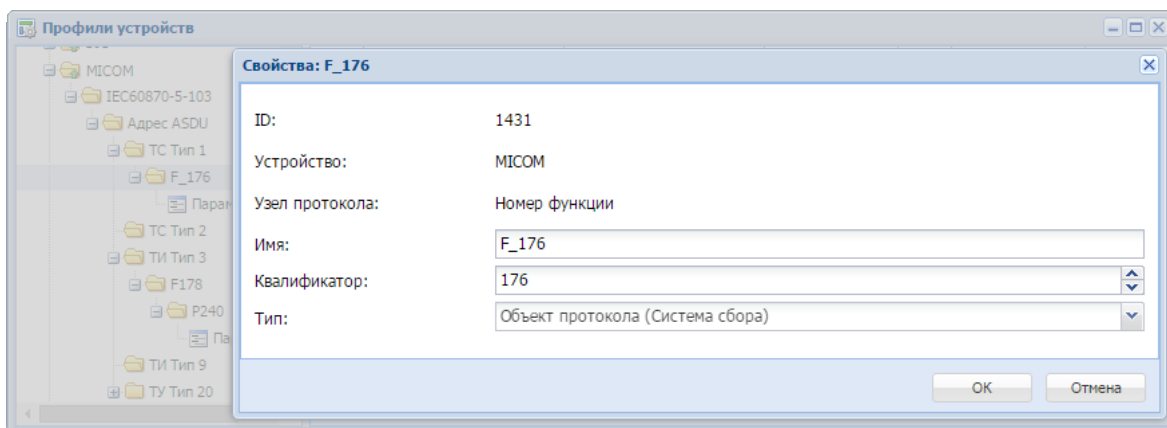 Профили устройств
MICOM
IEC60870-5-103
Адрес ASDU
ТС Тип 1
F_176
Парам
ТС Тип 2
ТИ Тип 3
F178
P240
Па
ТИ Тип 9
ТУ Тип 20
Свойства: F_176
ID: 1431
Устройство: MICOM
Узел протокола: Номер функции
Имя: F_176
Квалификатор: 176
Тип: Объект протокола (Система сбора)
OK Отмена